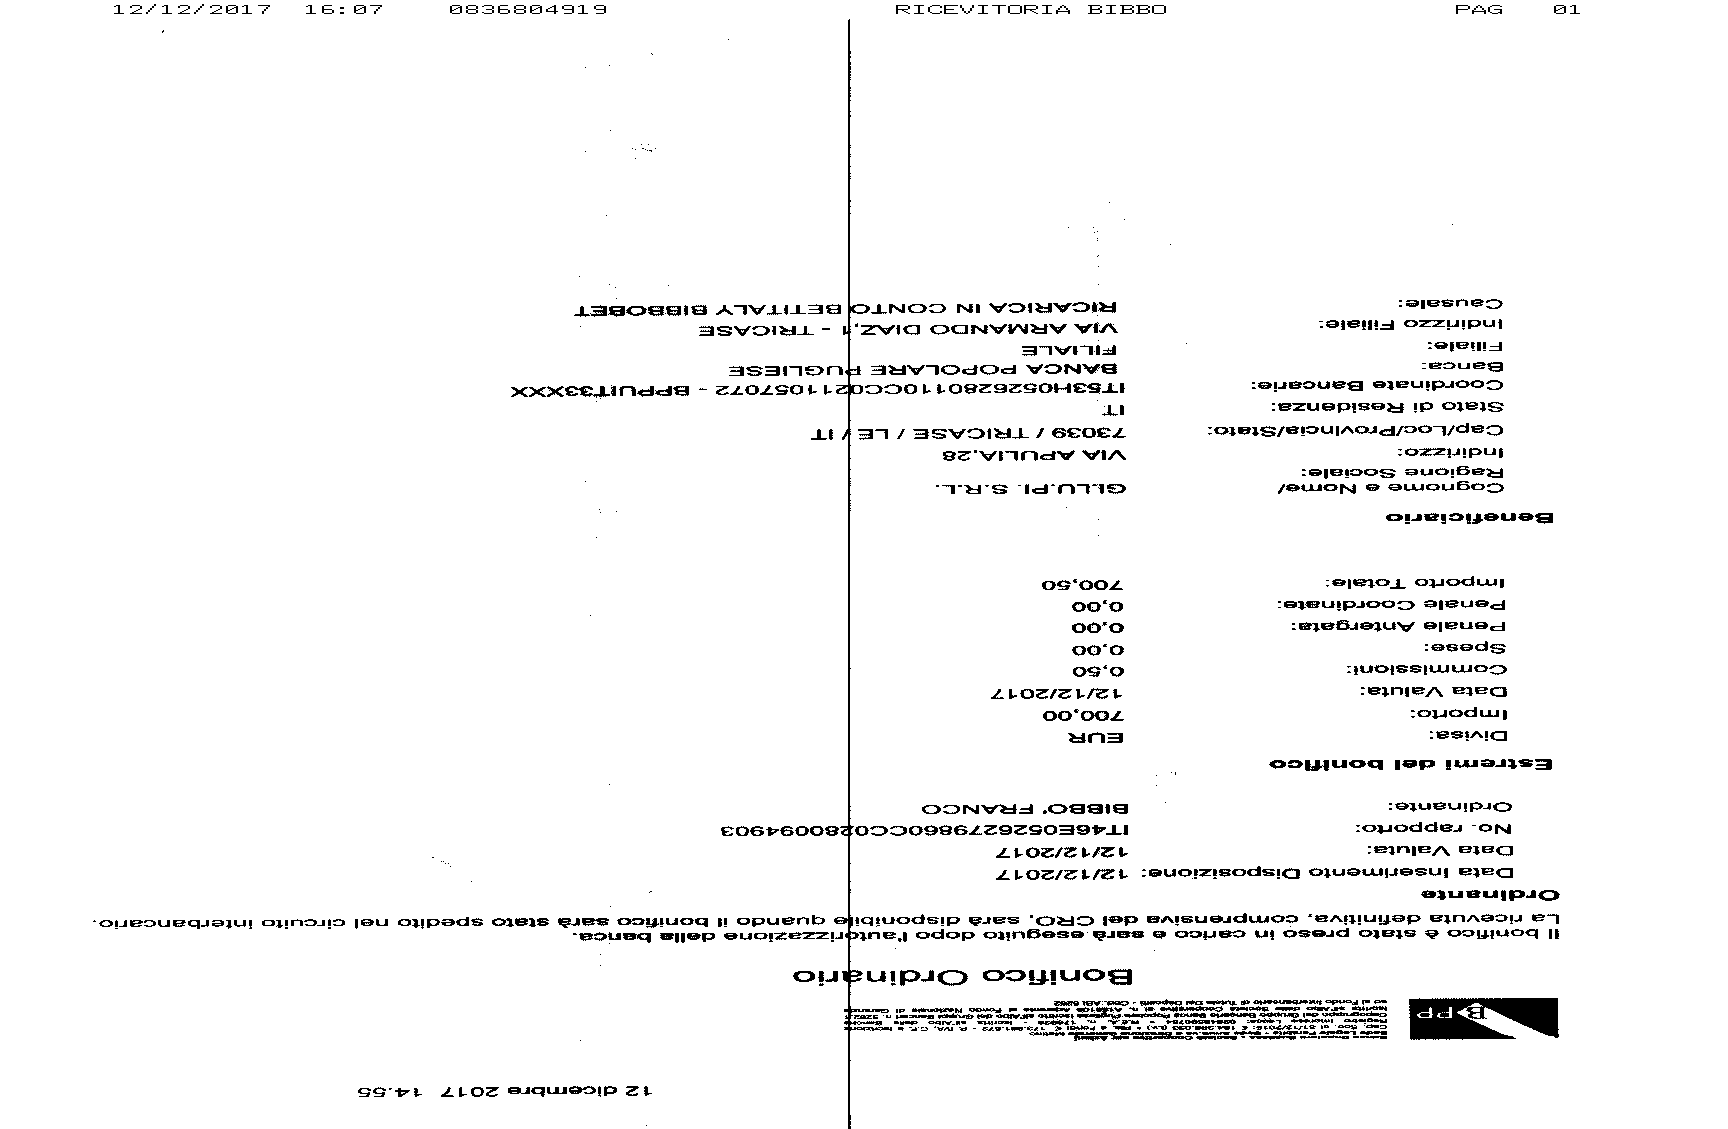 12/12/2017 16:07 0836804919 RICEVITORIA BIBBO PAG 01
12 dicembre 2017 14.55
BPP
Bonifico Ordinario
Il bonifico è stato preso in carico e sarà eseguito dopo l'autorizzazione della banca.
La ricevuta definitiva, comprensiva del CRO, sarà disponibile quando il bonifico sarà stato spedito nel circuito interbancario.
Ordinante
Data Inserimento Disposizione: 12/12/2017
Data Valuta: 12/12/2017
No. rapporto: IT46E0526279860CC0280094903
Ordinante: BIBBO' FRANCO
Estremi del bonifico
Divisa: EUR
Importo: 700,00
Data Valuta: 12/12/2017
Commissioni: 0,50
Spese: 0,00
Penale Antergata: 0,00
Penale Coordinate: 0,00
Importo Totale: 700,50
Beneficiario
Cognome e Nome/
Ragione Sociale: GI.LU.PI. S.R.L.
Indirizzo: VIA APULIA,28
Cap/Loc/Provincia/Stato: 73039 / TRICASE / LE / IT
Stato di Residenza: IT
Coordinate Bancarie: IT53H0526280110CC0211057072 - BPPUIT33XXX
Banca: BANCA POPOLARE PUGLIESE
Filiale: FILIALE
Indirizzo Filiale: VIA ARMANDO DIAZ,1 - TRICASE
Causale: RICARICA IN CONTO BETITALY BIBBOBET